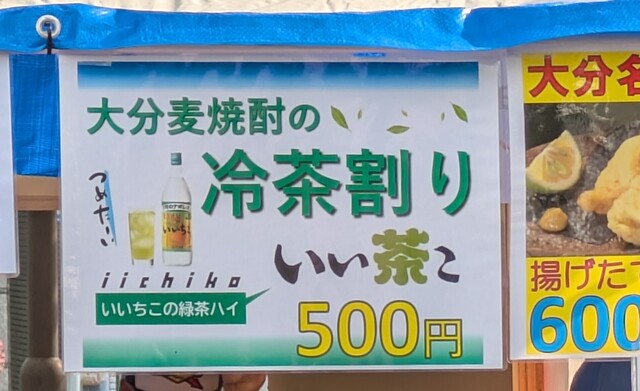 大分麦焼酎の
冷茶割り
つめたい
いいちこ
iichiko
いい茶こ
いいちこの緑茶ハイ
500円
大分名
揚げたて
600